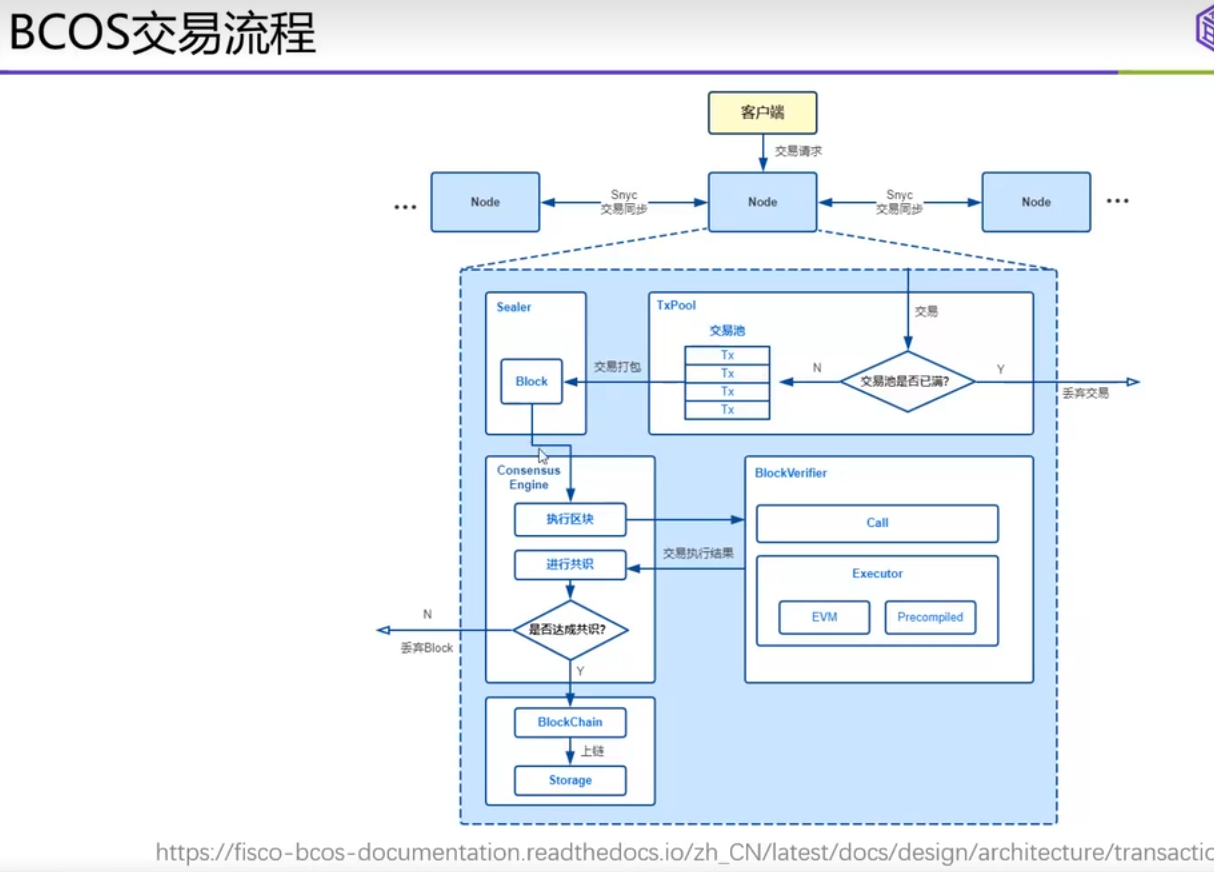 BCOS交易流程
客户端
交易请求
...
Node
Snyc
交易同步
Node
Snyc
交易同步
Node
...
Sealer
Block
交易打包
TxPool
交易池
Tx
Tx
Tx
Tx
交易
N
交易池是否已满?
Y
丢弃交易
Consensus
Engine
执行区块
进行共识
交易执行结果
是否达成共识?
N
丢弃Block
Y
BlockVerifier
Call
Executor
EVM
Precompiled
BlockChain
上链
Storage
https://fisco-bcos-documentation.readthedocs.io/zh_CN/latest/docs/design/architecture/transactio